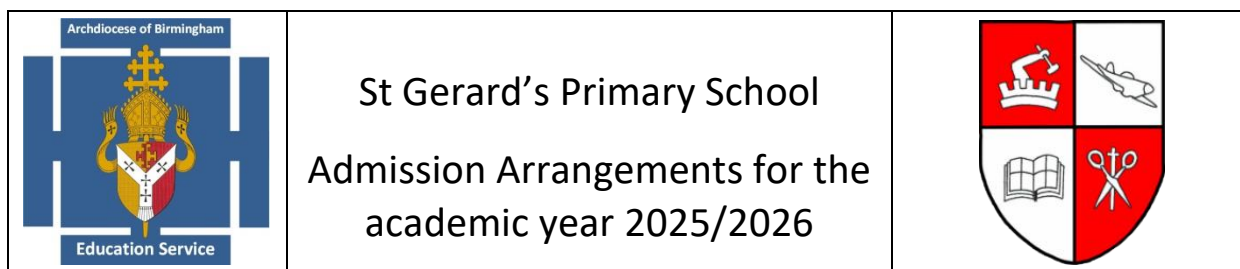 Archdiocese of Birmingham
Education Service
St Gerard’s Primary School
Admission Arrangements for the
academic year 2025/2026